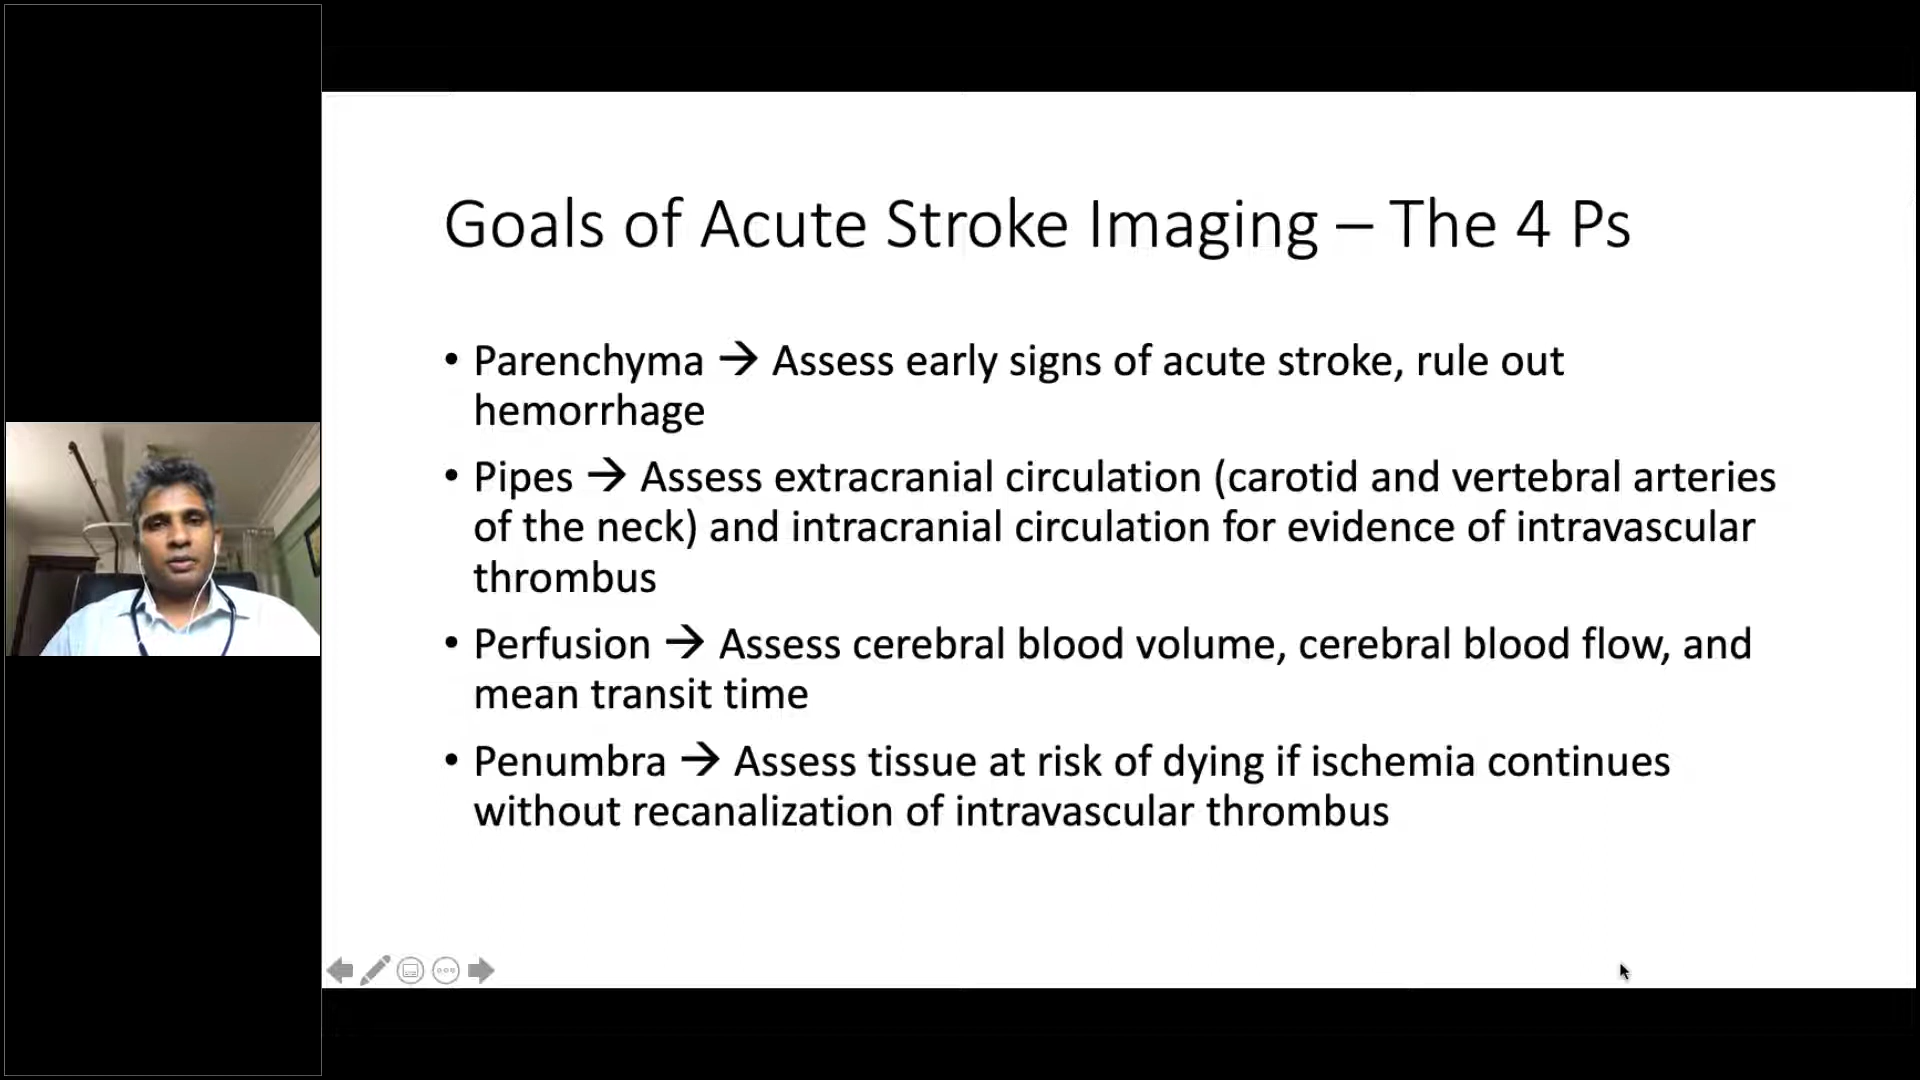 Goals of Acute Stroke Imaging – The 4 Ps
• Parenchyma → Assess early signs of acute stroke, rule out
hemorrhage
• Pipes → Assess extracranial circulation (carotid and vertebral arteries
of the neck) and intracranial circulation for evidence of intravascular
thrombus
• Perfusion → Assess cerebral blood volume, cerebral blood flow, and
mean transit time
• Penumbra → Assess tissue at risk of dying if ischemia continues
without recanalization of intravascular thrombus